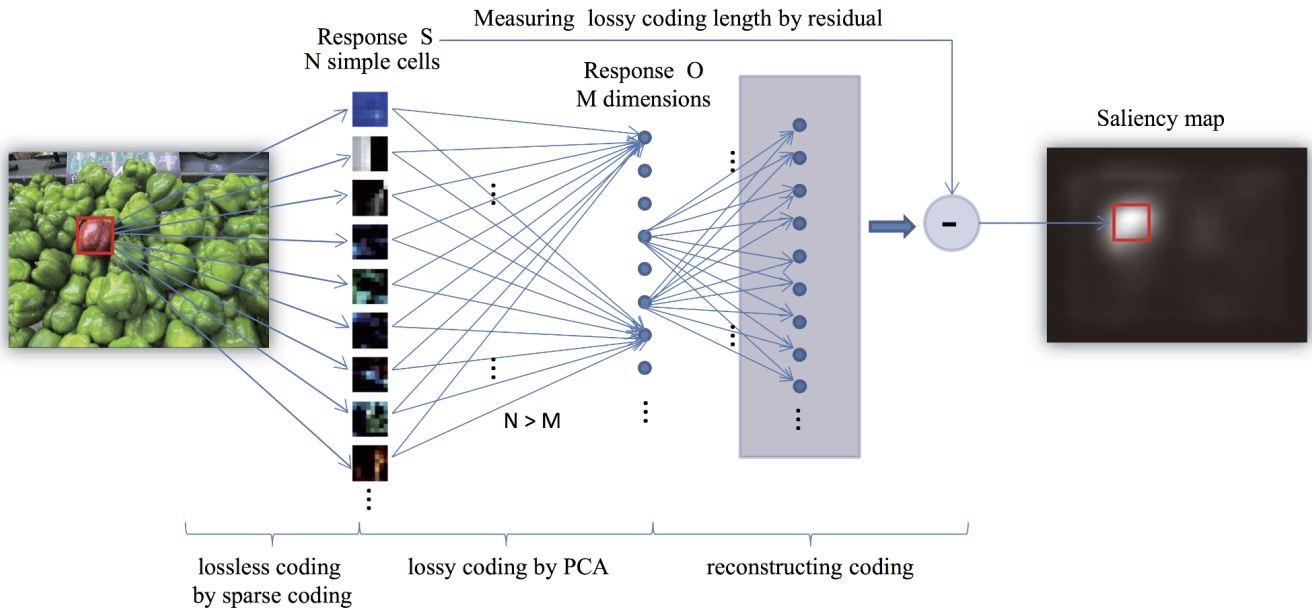 Measuring lossy coding length by residual
Response S
N simple cells
Response O
M dimensions
Saliency map
-
N > M
lossless coding
by sparse coding
lossy coding by PCA
reconstructing coding